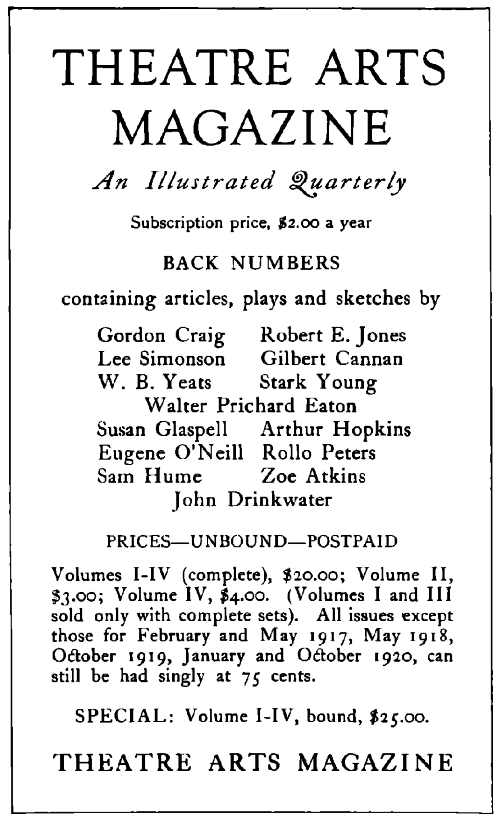 THEATRE ARTS
MAGAZINE
An Illustrated Quarterly
Subscription price, $2.00 a year
BACK NUMBERS
containing articles, plays and sketches by
Gordon Craig Robert E. Jones
Lee Simonson Gilbert Cannan
W. B. Yeats Stark Young
Walter Prichard Eaton
Susan Glaspell Arthur Hopkins
Eugene O'Neill Rollo Peters
Sam Hume Zoe Atkins
John Drinkwater
PRICES—UNBOUND—POSTPAID
Volumes I-IV (complete), $20.00; Volume II,
$3.00; Volume IV, $4.00. (Volumes I and III
sold only with complete sets). All issues except
those for February and May 1917, May 1918,
October 1919, January and October 1920, can
still be had singly at 75 cents.
SPECIAL: Volume I-IV, bound, $25.00.
THEATRE ARTS MAGAZINE